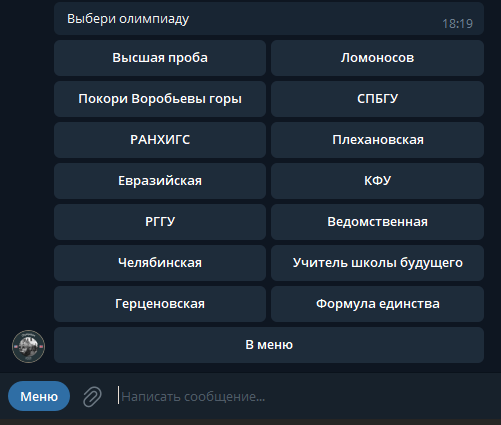 Выбери олимпиаду
18:19
Высшая проба
Ломоносов
Покори Воробьевы горы
СПБГУ
РАНХИГС
Плехановская
Евразийская
КФУ
РГГУ
Ведомственная
Челябинская
Учитель школы будущего
Герценовская
Формула единства
В меню
Меню
Написать сообщение...